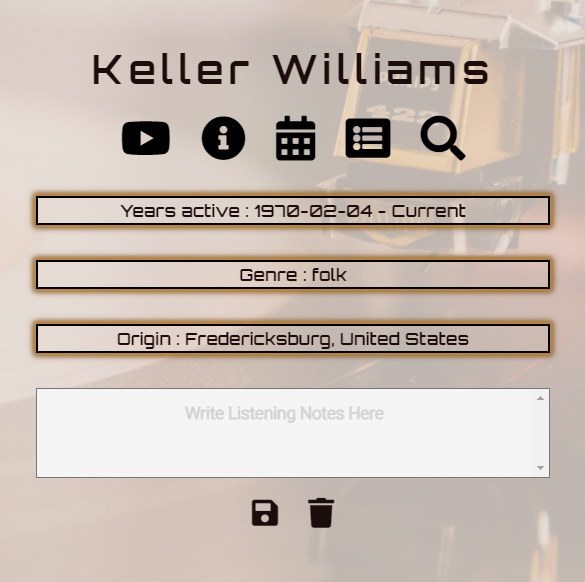 Keller Williams
Years active : 1970-02-04 - Current
Genre : folk
Origin : Fredericksburg, United States
Write Listening Notes Here